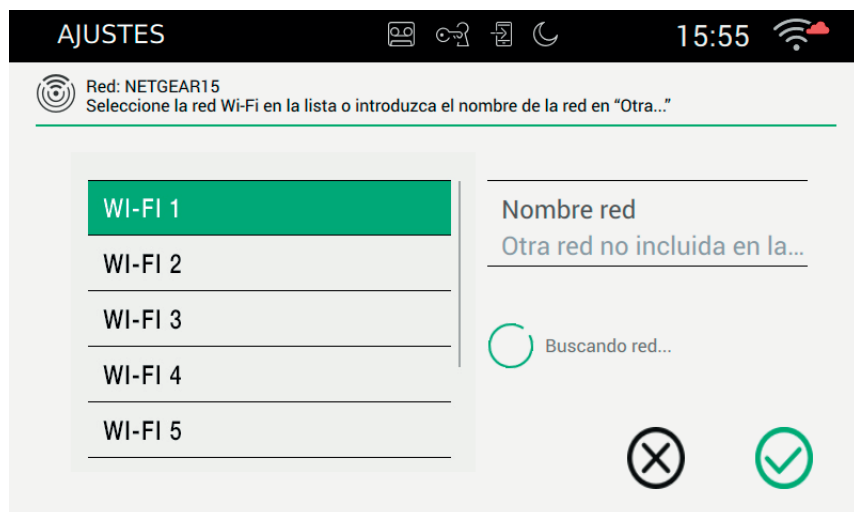 AJUSTES
15:55
Red: NETGEAR15
Seleccione la red Wi-Fi en la lista o introduzca el nombre de la red en “Otra...”
WI-FI 1
WI-FI 2
WI-FI 3
WI-FI 4
WI-FI 5
Nombre red
Otra red no incluida en la...
Buscando red...